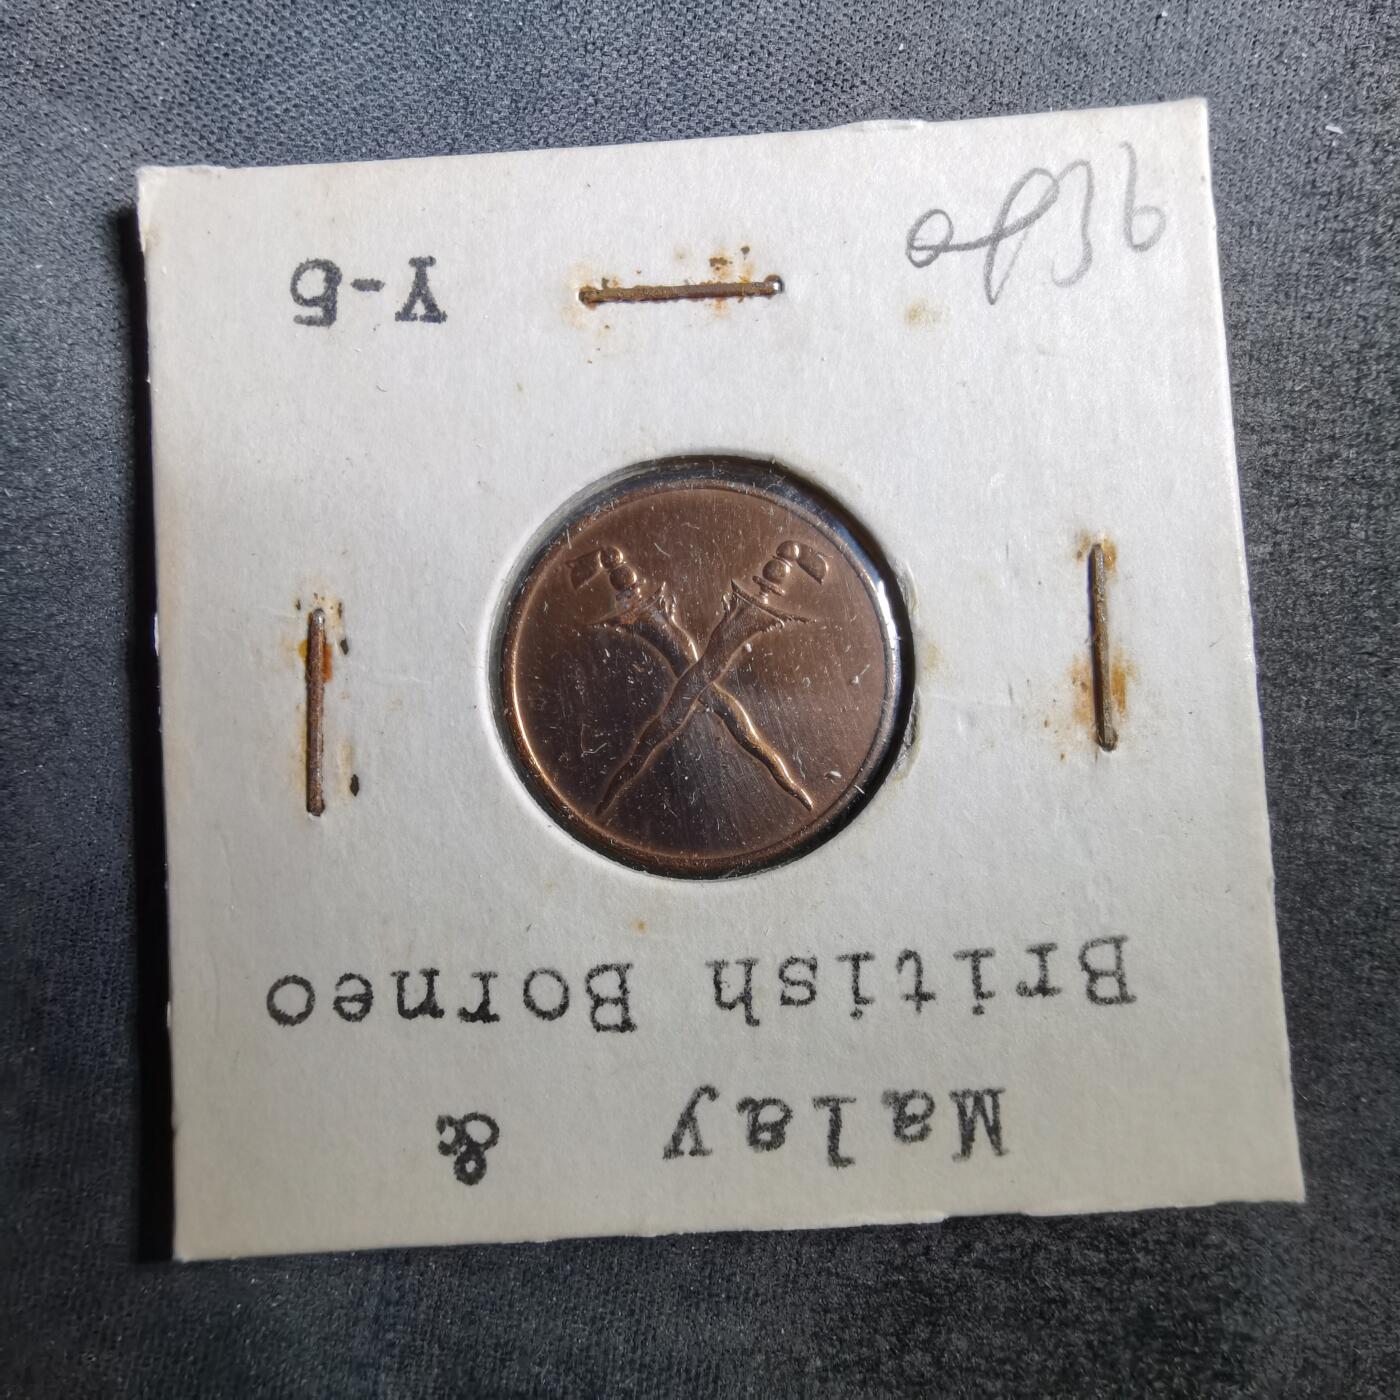 Malay &
British Borneo
Y-5